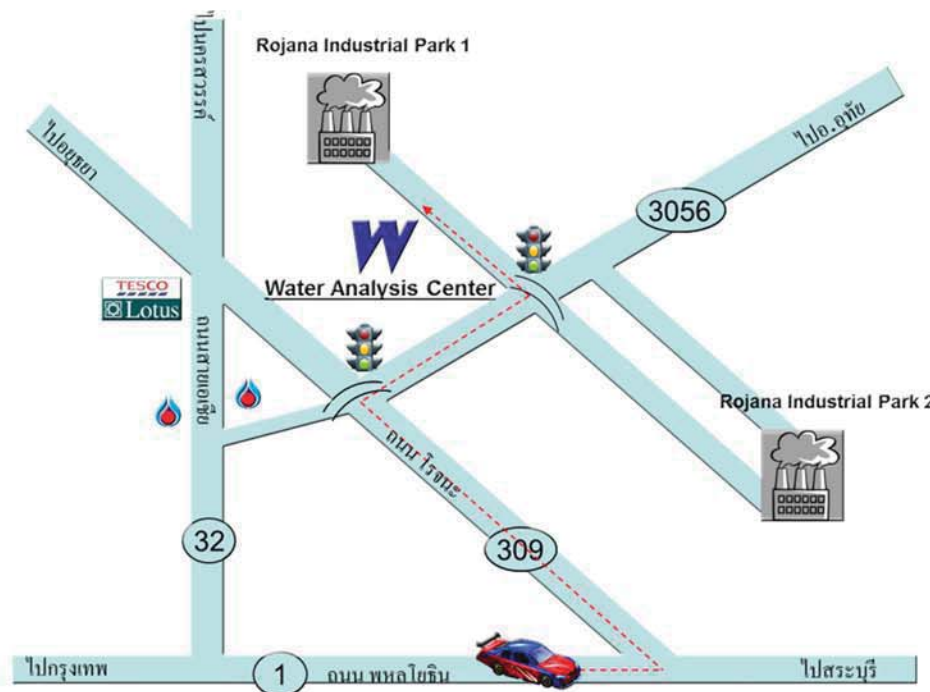 ไปนครสวรรค์
Rojana Industrial Park 1
ไปอยุธยา
ไปอ.อุทัย
3056
W
Water Analysis Center
TESCO
Lotus
ถนนสายเอเชีย
Rojana Industrial Park 2
ถนน โรจนะ
32
309
ไปกรุงเทพ
1
ถนน พหลโยธิน
ไปสระบุรี